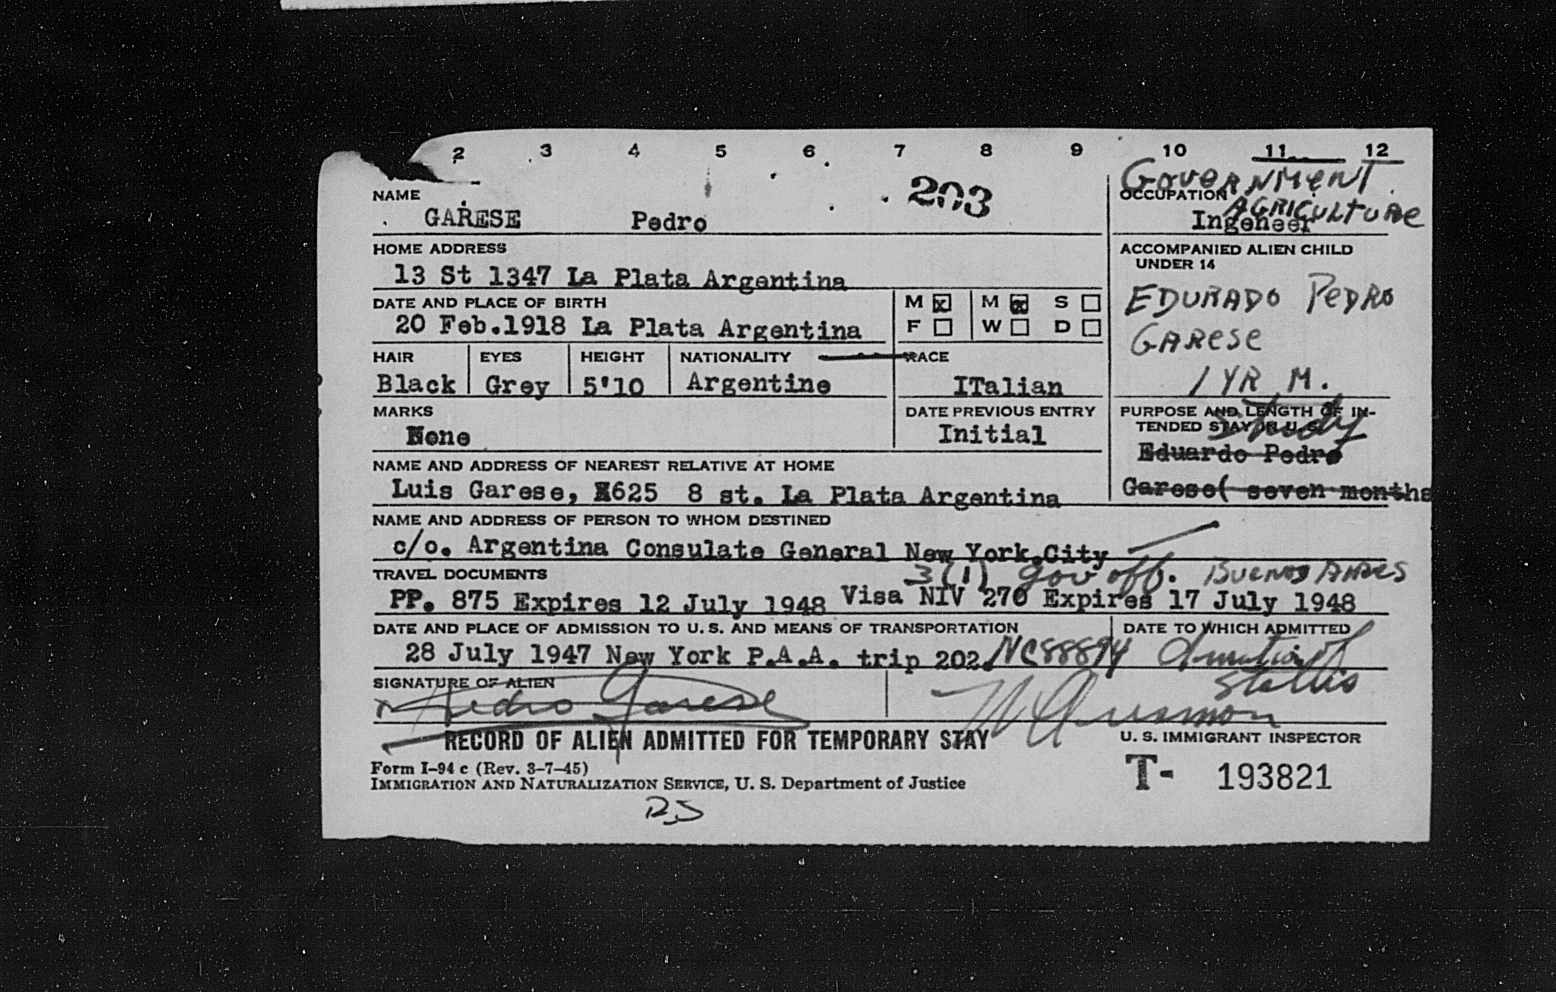 2 3 4 5 6 7 8 9 10 11 12
203
GOVERNMENT
NAME
OCCUPATION
AGRICULTURE
GARESE Pedro
Ingeneer
HOME ADDRESS
ACCOMPANIED ALIEN CHILD
UNDER 14
13 St 1347 La Plata Argentina
EDURADO PEDRO
GARESE
1 YR M.
DATE AND PLACE OF BIRTH
M x M x S
20 Feb.1918 La Plata Argentina
F W D
HAIR EYES HEIGHT NATIONALITY RACE
Black Grey 5'10 Argentine ITalian
MARKS
DATE PREVIOUS ENTRY
PURPOSE AND LENGTH OF IN-
TENDED STAY IN U.S.
Study
None
Initial
Eduardo Pedro
Garese( seven months
NAME AND ADDRESS OF NEAREST RELATIVE AT HOME
Luis Garese, 1625 8 st. La Plata Argentina
NAME AND ADDRESS OF PERSON TO WHOM DESTINED
c/o. Argentina Consulate General New York.City
TRAVEL DOCUMENTS
3(1) gov off. BUENOS AIRES
PP. 875 Expires 12 July 1948 Visa NIV 270 Expires 17 July 1948
DATE AND PLACE OF ADMISSION TO U. S. AND MEANS OF TRANSPORTATION
DATE TO WHICH ADMITTED
28 July 1947 New York P.A.A. trip 202 NC88894
duration of
status
SIGNATURE OF ALIEN
Pedro Garese
RECORD OF ALIEN ADMITTED FOR TEMPORARY STAY
U. S. IMMIGRANT INSPECTOR
Form I-94 c (Rev. 3-7-45)
IMMIGRATION AND NATURALIZATION SERVICE, U. S. Department of Justice
T- 193821